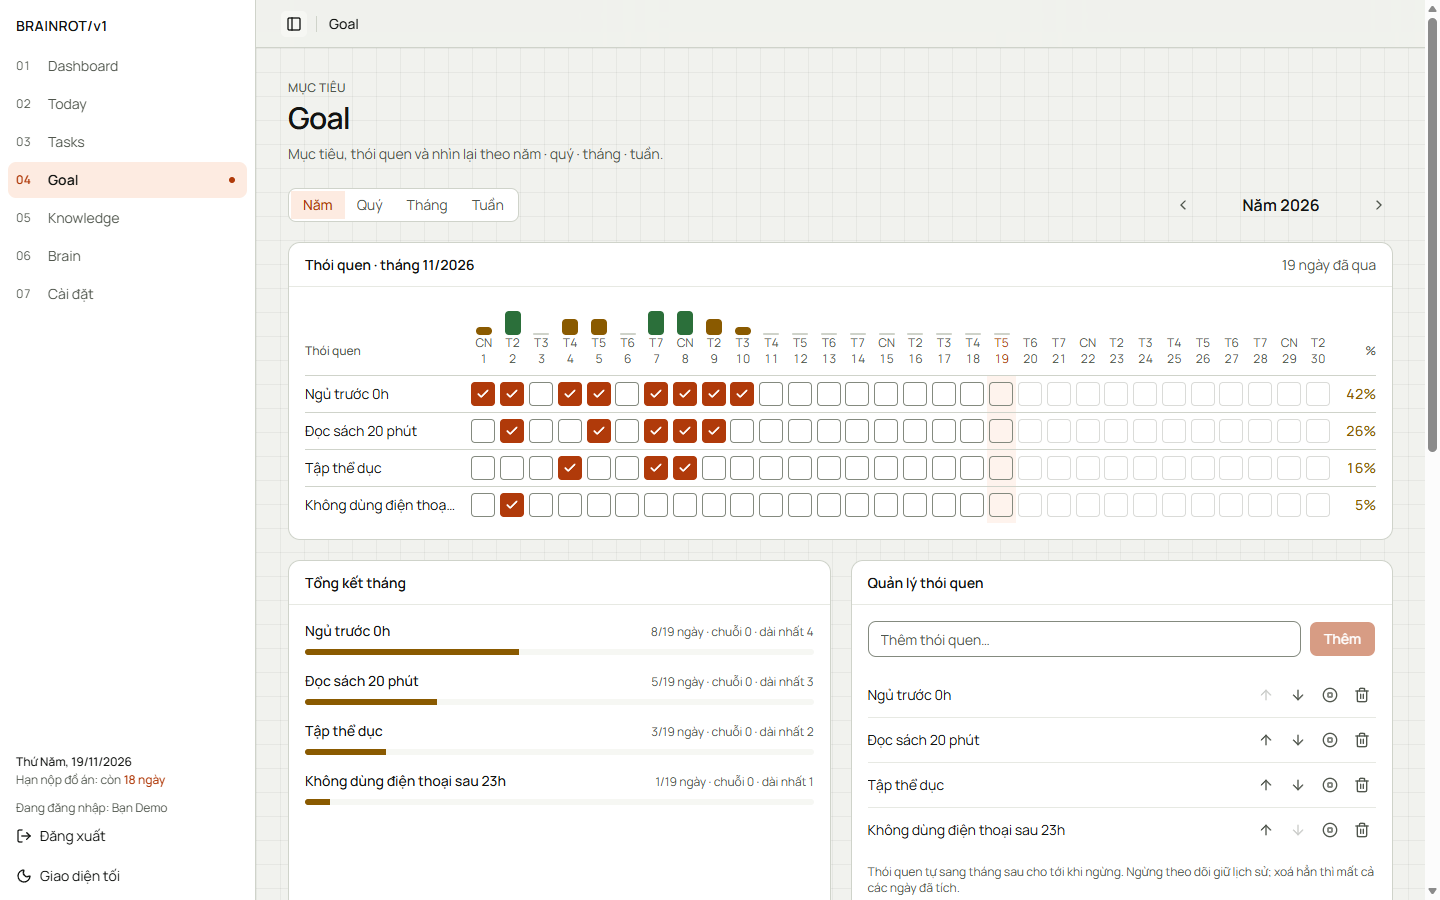 BRAINROT/v1
01 Dashboard
02 Today
03 Tasks
04 Goal
05 Knowledge
06 Brain
07 Cài đặt
Thứ Năm, 19/11/2026
Hạn nộp đồ án: còn 18 ngày
Đang đăng nhập: Bạn Demo
Đăng xuất
Giao diện tối
Goal
MỤC TIÊU
Goal
Mục tiêu, thói quen và nhìn lại theo năm · quý · tháng · tuần.
Năm Quý Tháng Tuần
Năm 2026
Thói quen · tháng 11/2026
19 ngày đã qua
CN T2 T3 T4 T5 T6 T7 CN T2 T3 T4 T5 T6 T7 CN T2 T3 T4 T5 T6 T7 CN T2 T3 T4 T5 T6 T7 CN T2
Thói quen 1 2 3 4 5 6 7 8 9 10 11 12 13 14 15 16 17 18 19 20 21 22 23 24 25 26 27 28 29 30 %
Ngủ trước 0h 42%
Đọc sách 20 phút 26%
Tập thể dục 16%
Không dùng điện thoạ... 5%
Tổng kết tháng
Ngủ trước 0h 8/19 ngày · chuỗi 0 · dài nhất 4
Đọc sách 20 phút 5/19 ngày · chuỗi 0 · dài nhất 3
Tập thể dục 3/19 ngày · chuỗi 0 · dài nhất 2
Không dùng điện thoại sau 23h 1/19 ngày · chuỗi 0 · dài nhất 1
Quản lý thói quen
Thêm thói quen... Thêm
Ngủ trước 0h
Đọc sách 20 phút
Tập thể dục
Không dùng điện thoại sau 23h
Thói quen tự sang tháng sau cho tới khi ngừng. Ngừng theo dõi giữ lịch sử; xoá hẳn thì mất cả
các ngày đã tích.